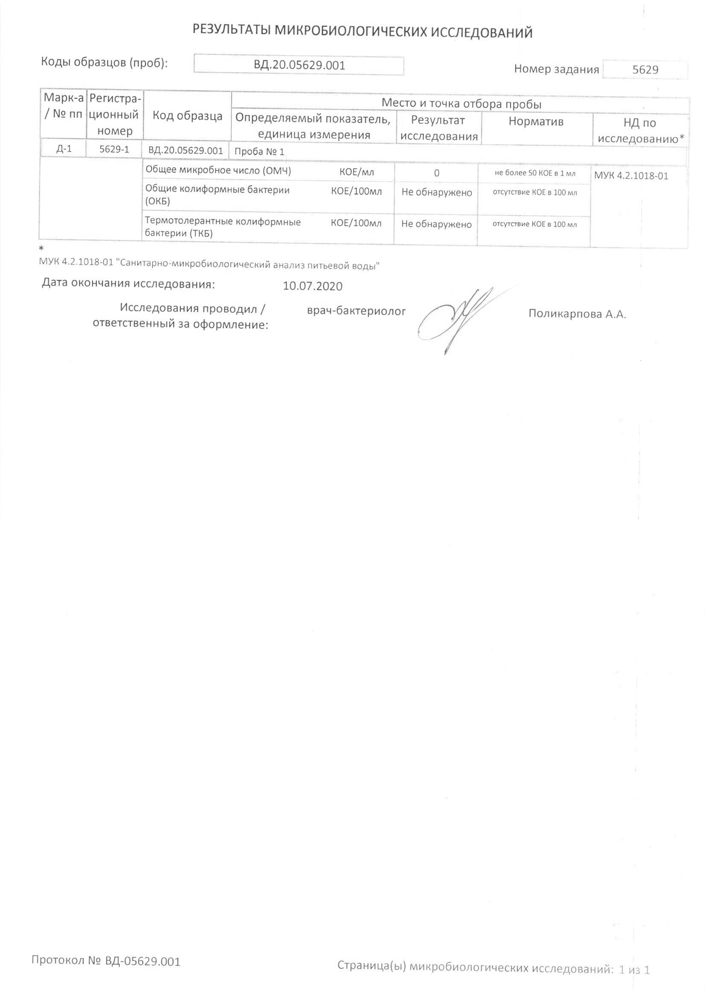 РЕЗУЛЬТАТЫ МИКРОБИОЛОГИЧЕСКИХ ИССЛЕДОВАНИЙ
Коды образцов (проб): ВД.20.05629.001 Номер задания 5629
Марк-а / № пп Регистра-ционный номер Код образца Место и точка отбора пробы
Определяемый показатель, единица измерения Результат исследования Норматив НД по исследованию*
Д-1 5629-1 ВД.20.05629.001 Проба № 1
Общее микробное число (ОМЧ) КОЕ/мл 0 не более 50 КОЕ в 1 мл МУК 4.2.1018-01
Общие колиформные бактерии КОЕ/100мл Не обнаружено отсутствие КОЕ в 100 мл
(ОКБ)
Термотолерантные колиформные КОЕ/100мл Не обнаружено отсутствие КОЕ в 100 мл
бактерии (ТКБ)
*
МУК 4.2.1018-01 "Санитарно-микробиологический анализ питьевой воды"
Дата окончания исследования: 10.07.2020
Исследования проводил / врач-бактериолог Поликарпова А.А.
ответственный за оформление:
Протокол № ВД-05629.001 Страница(ы) микробиологических исследований: 1 из 1